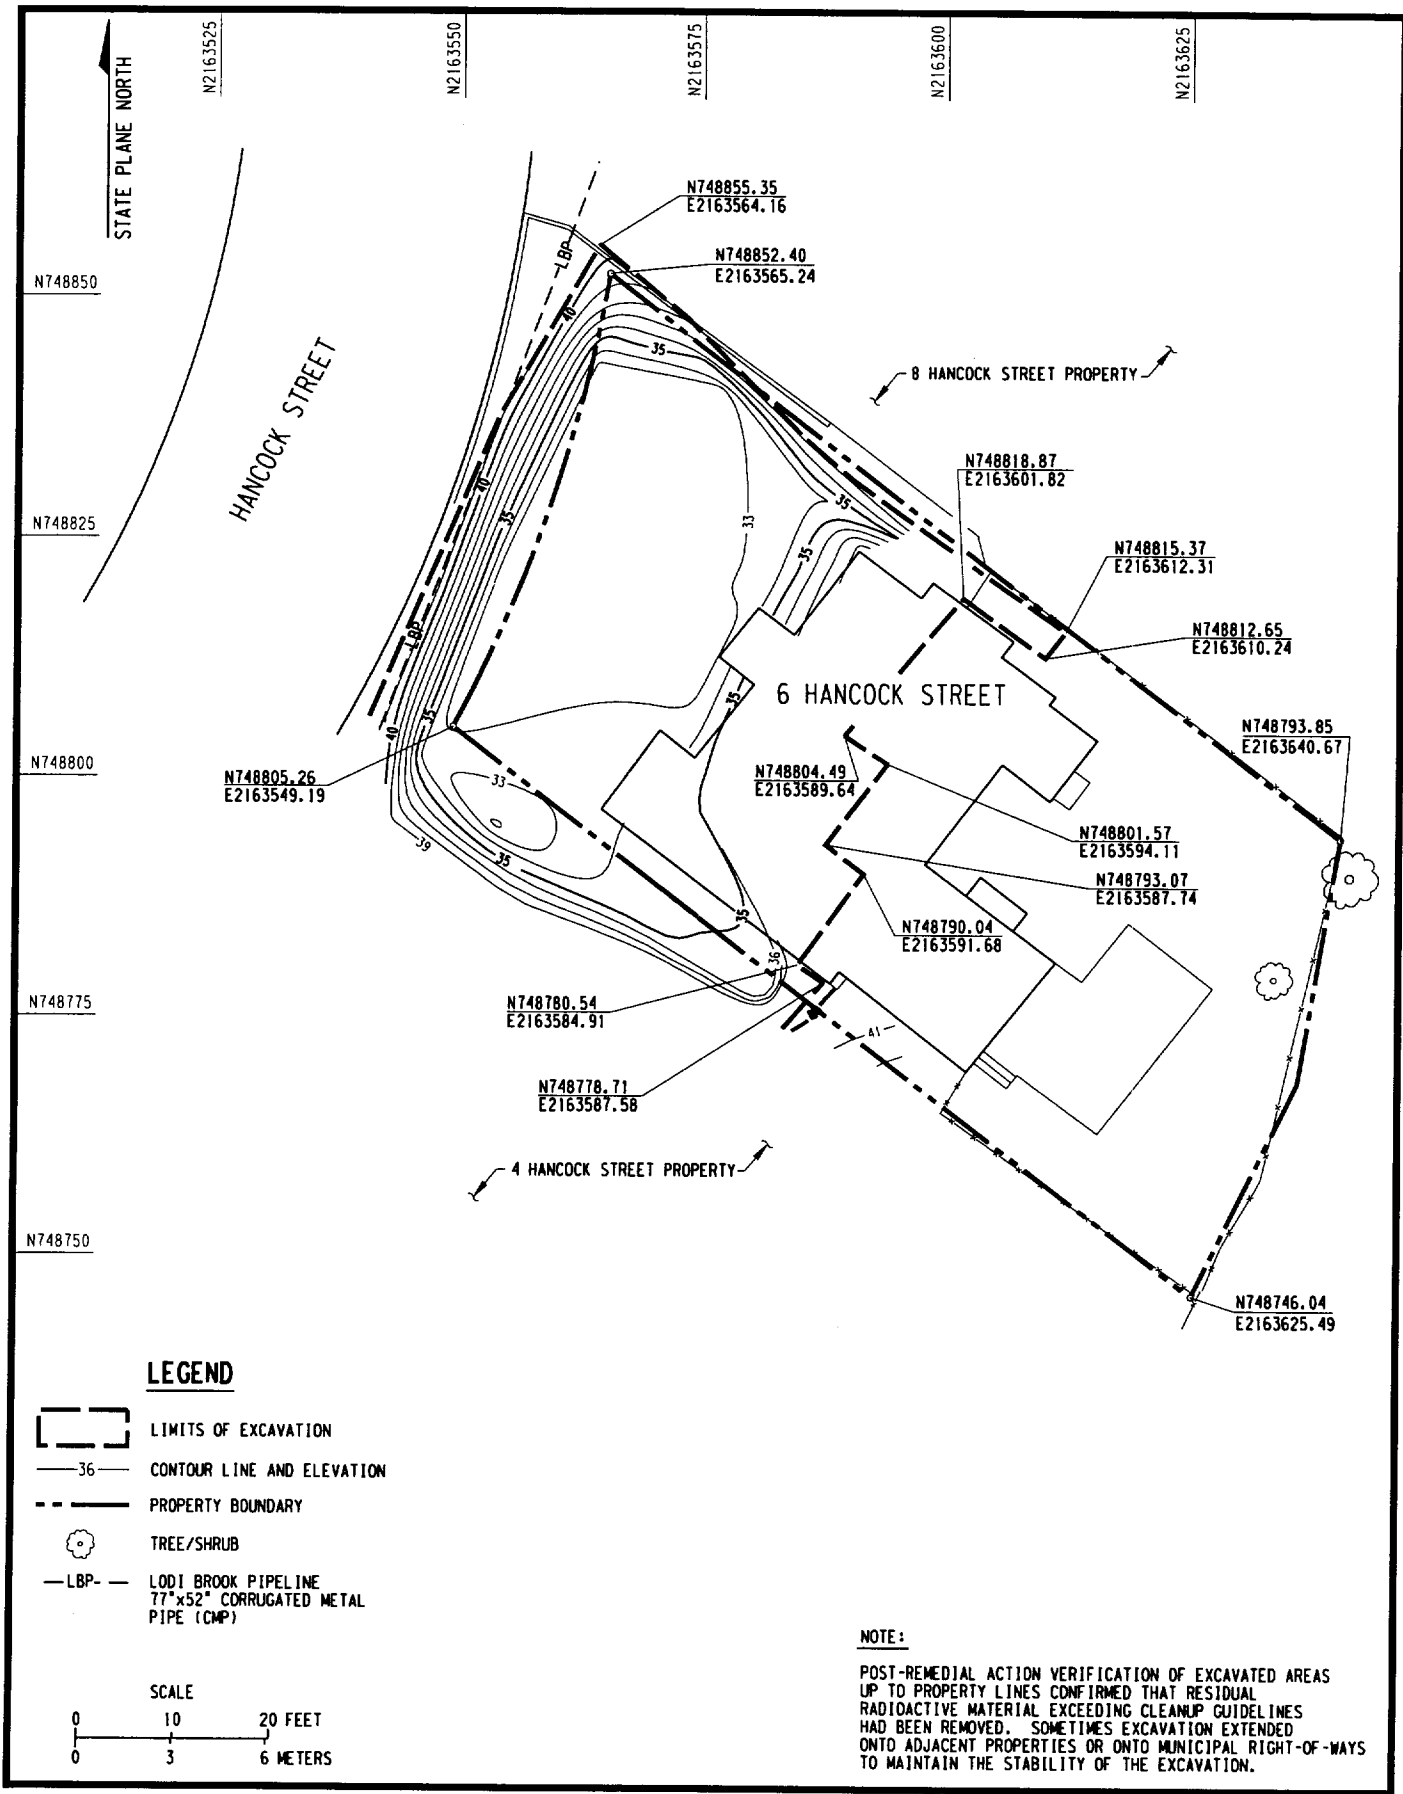 N2163525
N2163550
N2163575
N2163600
N2163625
STATE PLANE NORTH
N748850
N748825
N748800
N748775
N748750
HANCOCK STREET
LBP
LBP
N748855.35
E2163564.16
N748852.40
E2163565.24
8 HANCOCK STREET PROPERTY
N748818.87
E2163601.82
N748815.37
E2163612.31
N748812.65
E2163610.24
6 HANCOCK STREET
N748793.85
E2163640.67
N748805.26
E2163549.19
N748804.49
E2163589.64
N748801.57
E2163594.11
N748793.07
E2163587.74
N748790.04
E2163591.68
N748780.54
E2163584.91
N748778.71
E2163587.58
4 HANCOCK STREET PROPERTY
N748746.04
E2163625.49
40
35
40
35
33
35
35
35
40
35
33
35
39
35
36
41
LEGEND
LIMITS OF EXCAVATION
36 CONTOUR LINE AND ELEVATION
PROPERTY BOUNDARY
TREE/SHRUB
LBP LODI BROOK PIPELINE
77"x52" CORRUGATED METAL
PIPE (CMP)
SCALE
0 10 20 FEET
0 3 6 METERS
NOTE:
POST-REMEDIAL ACTION VERIFICATION OF EXCAVATED AREAS
UP TO PROPERTY LINES CONFIRMED THAT RESIDUAL
RADIOACTIVE MATERIAL EXCEEDING CLEANUP GUIDELINES
HAD BEEN REMOVED. SOMETIMES EXCAVATION EXTENDED
ONTO ADJACENT PROPERTIES OR ONTO MUNICIPAL RIGHT-OF-WAYS
TO MAINTAIN THE STABILITY OF THE EXCAVATION.